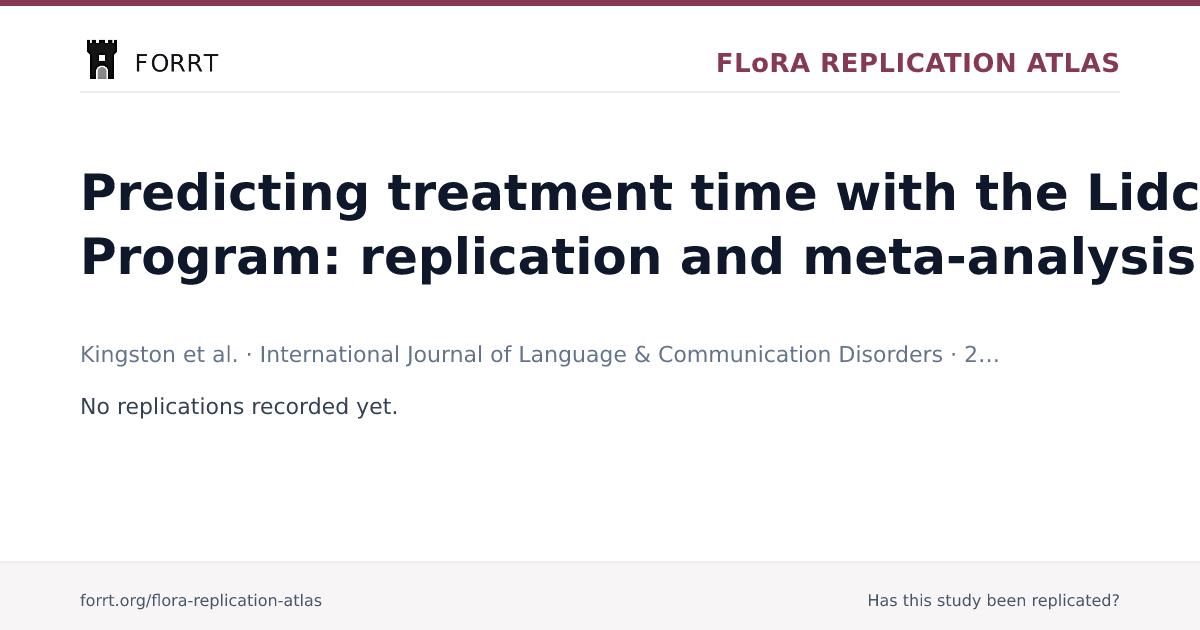 FORRT
FLoRA REPLICATION ATLAS
Predicting treatment time with the Lidc
Program: replication and meta-analysis
Kingston et al. · International Journal of Language & Communication Disorders · 2…
No replications recorded yet.
forrt.org/flora-replication-atlas
Has this study been replicated?